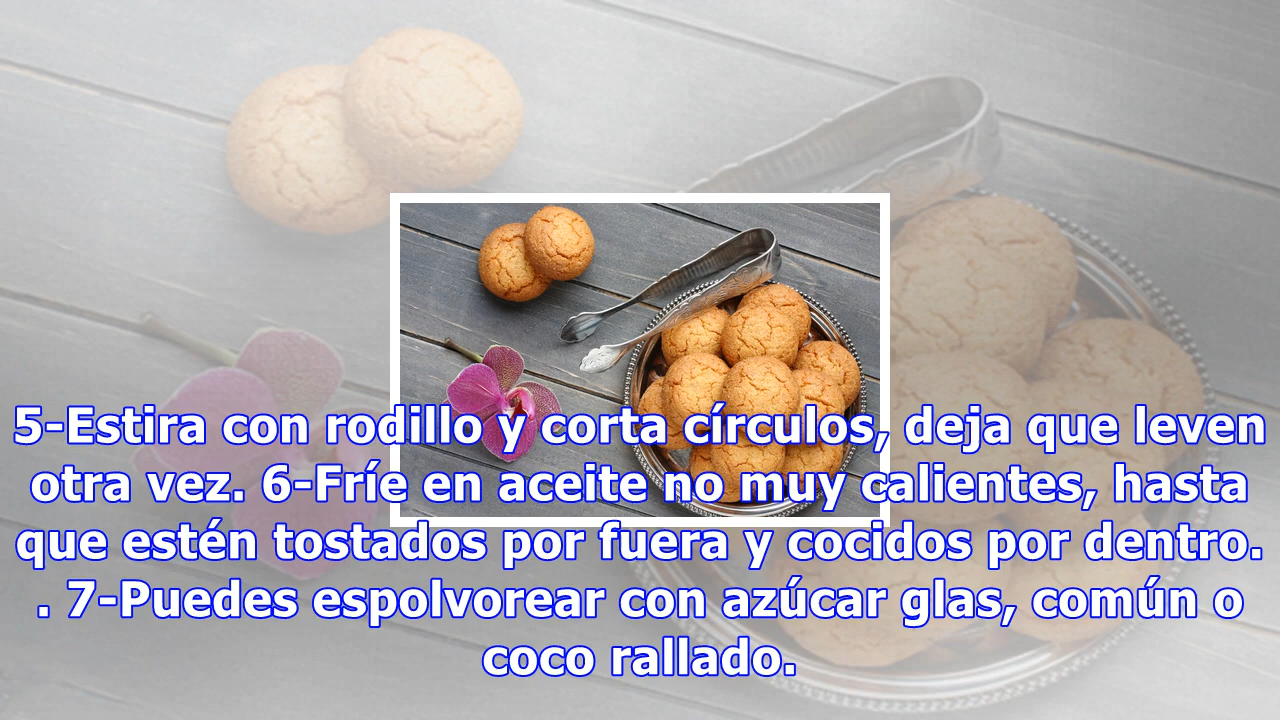 5-Estira con rodillo y corta círculos, deja que leven
otra vez. 6-Fríe en aceite no muy calientes, hasta
que estén tostados por fuera y cocidos por dentro.
. 7-Puedes espolvorear con azúcar glas, común o
coco rallado.